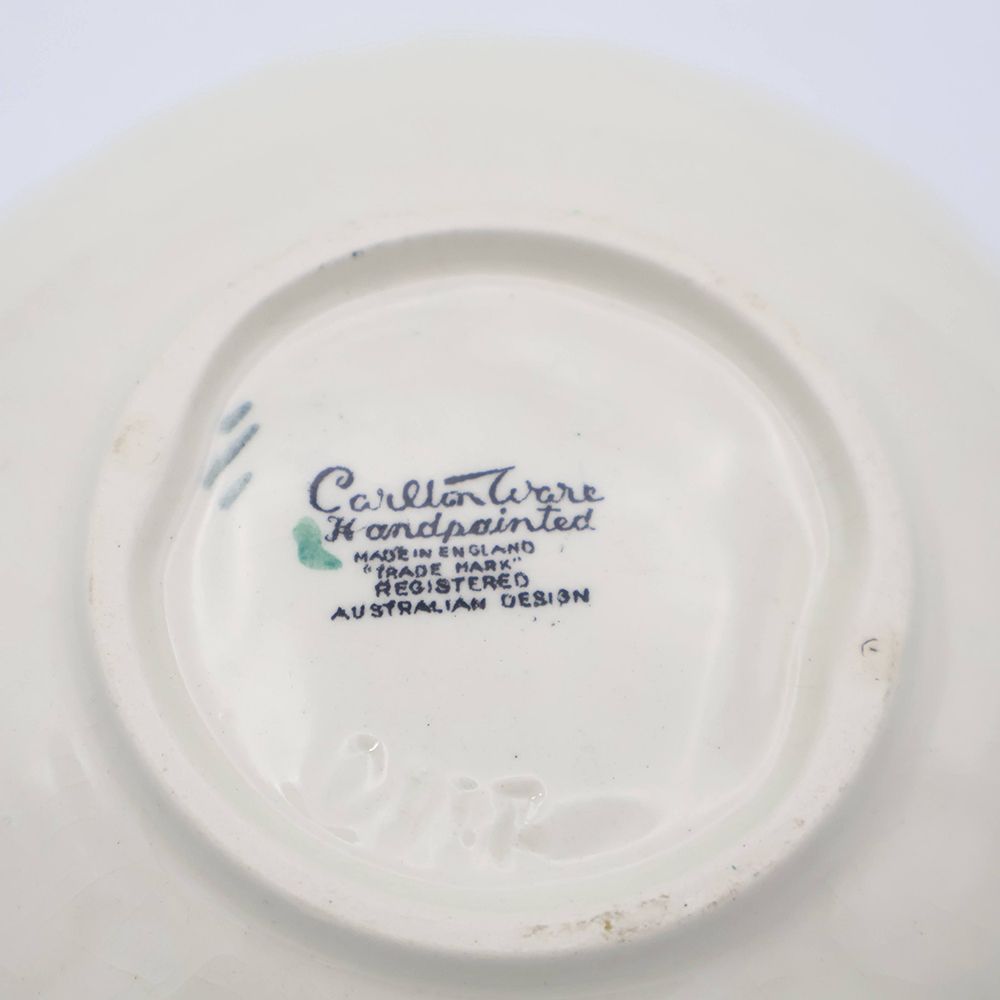 Carlton Ware
Handpainted
MADE IN ENGLAND
"TRADE MARK"
REGISTERED
AUSTRALIAN DESIGN